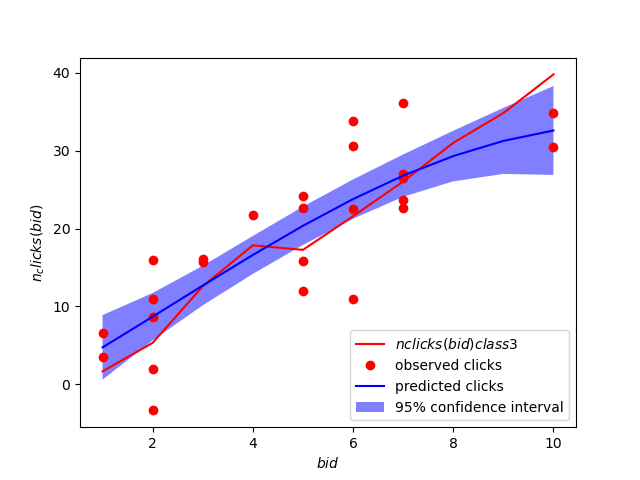 40
30
20
10
0
n_clicks(bid)
nclicks(bid)class3
observed clicks
predicted clicks
95% confidence interval
2 4 6 8 10
bid